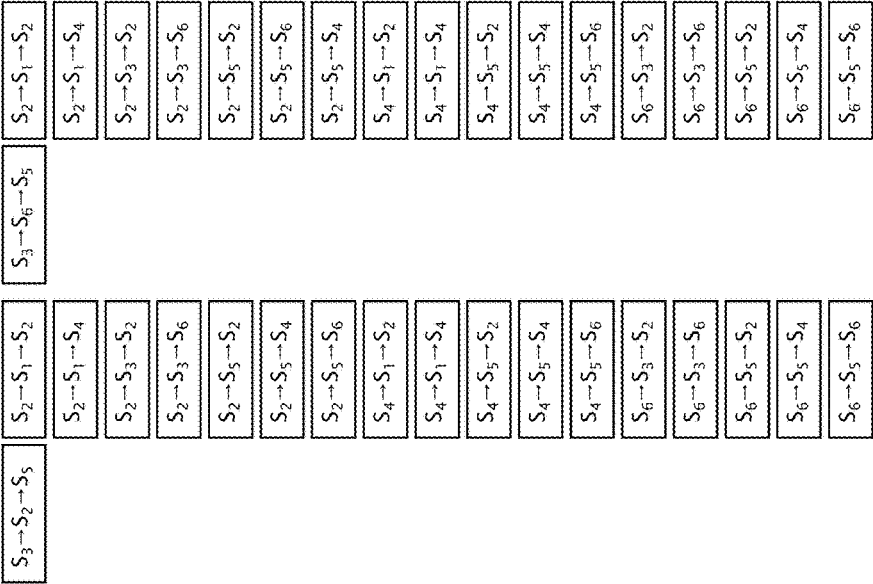 S₃→S₂→S₅
S₂→S₁→S₂
S₂→S₁→S₄
S₂→S₃→S₂
S₂→S₃→S₆
S₂→S₅→S₂
S₂→S₅→S₄
S₂→S₅→S₆
S₄→S₁→S₂
S₄→S₁→S₄
S₄→S₅→S₂
S₄→S₅→S₄
S₄→S₅→S₆
S₆→S₃→S₂
S₆→S₃→S₆
S₆→S₅→S₂
S₆→S₅→S₄
S₆→S₅→S₆
S₃→S₆→S₅
S₂→S₁→S₂
S₂→S₁→S₄
S₂→S₃→S₂
S₂→S₃→S₆
S₂→S₅→S₂
S₂→S₅→S₆
S₂→S₅→S₄
S₄→S₁→S₂
S₄→S₁→S₄
S₄→S₅→S₂
S₄→S₅→S₄
S₄→S₅→S₆
S₆→S₃→S₂
S₆→S₃→S₆
S₆→S₅→S₂
S₆→S₅→S₄
S₆→S₅→S₆